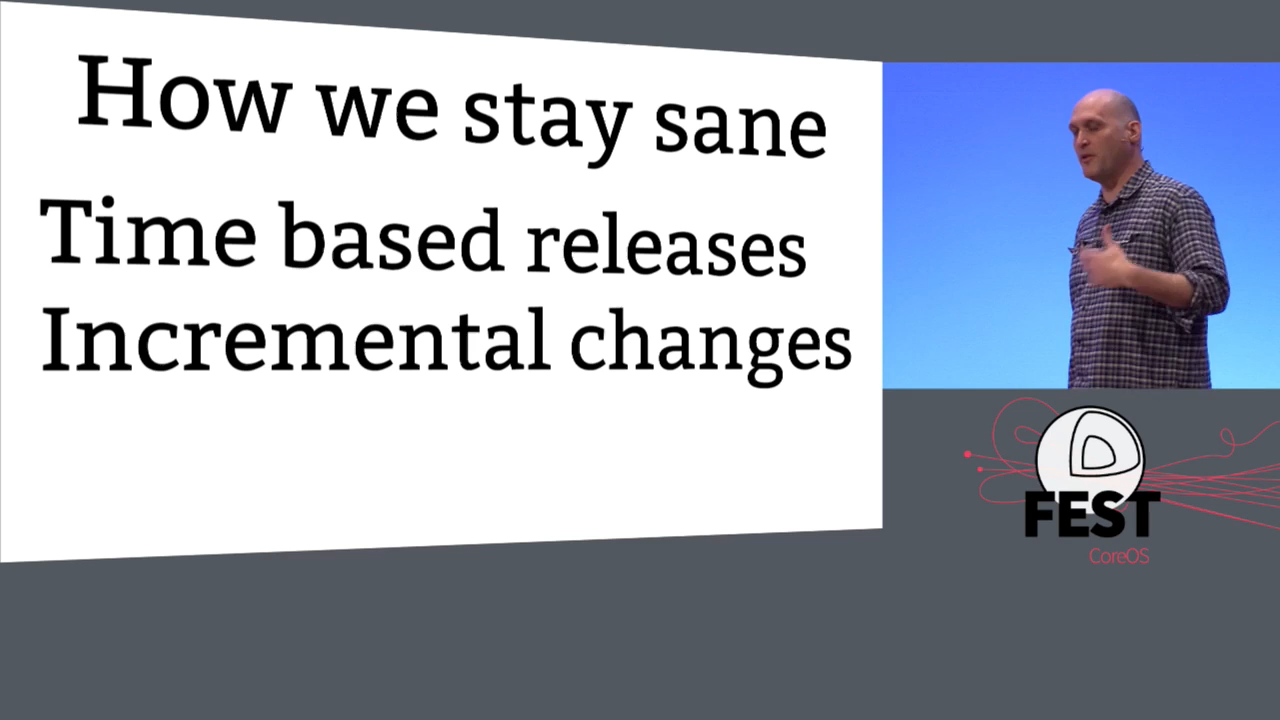 How we stay sane
Time based releases
Incremental changes
FEST
CoreOS